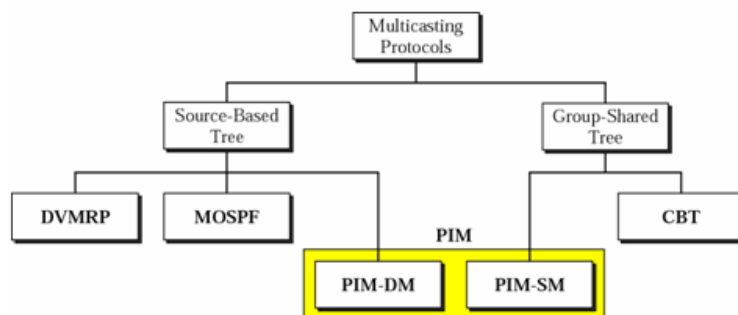 Multicasting
Protocols
Source-Based
Tree
Group-Shared
Tree
DVMRP
MOSPF
CBT
PIM
PIM-DM
PIM-SM